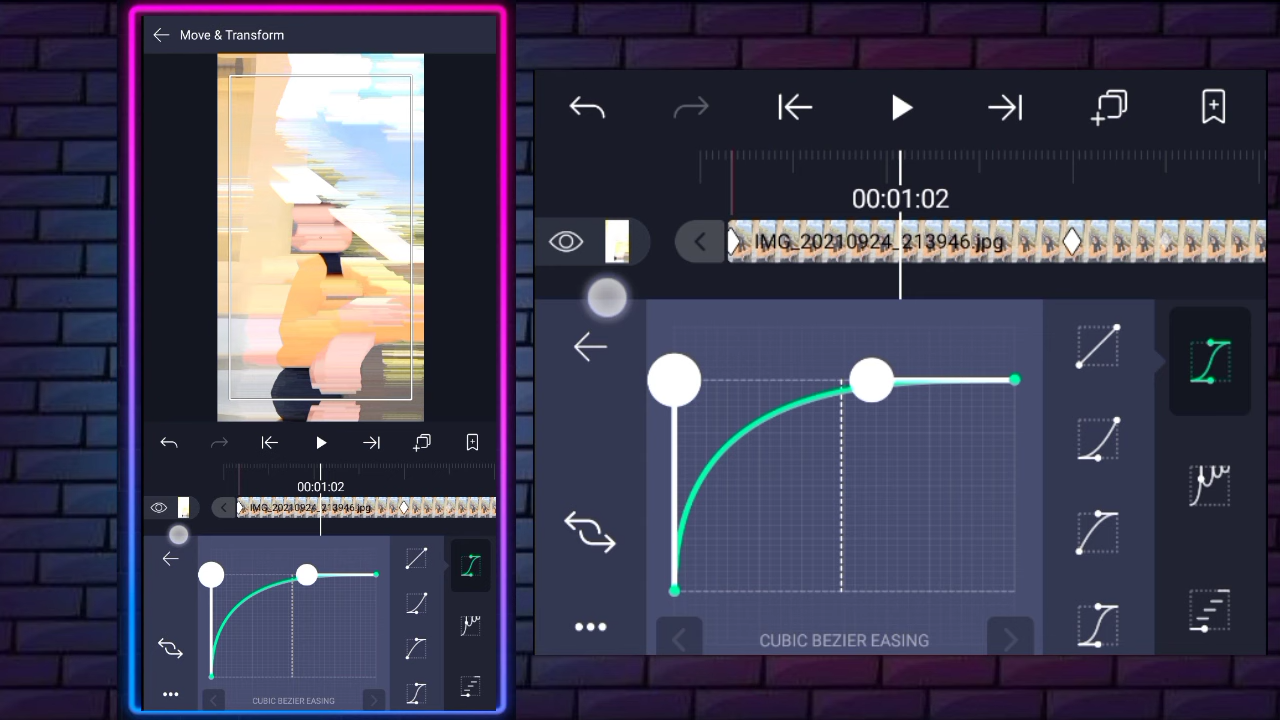 Move & Transform
00:01:02
IMG_20210924_213946.jpg
CUBIC BEZIER EASING
00:01:02
IMG_20210924_213946.jpg
CUBIC BEZIER EASING